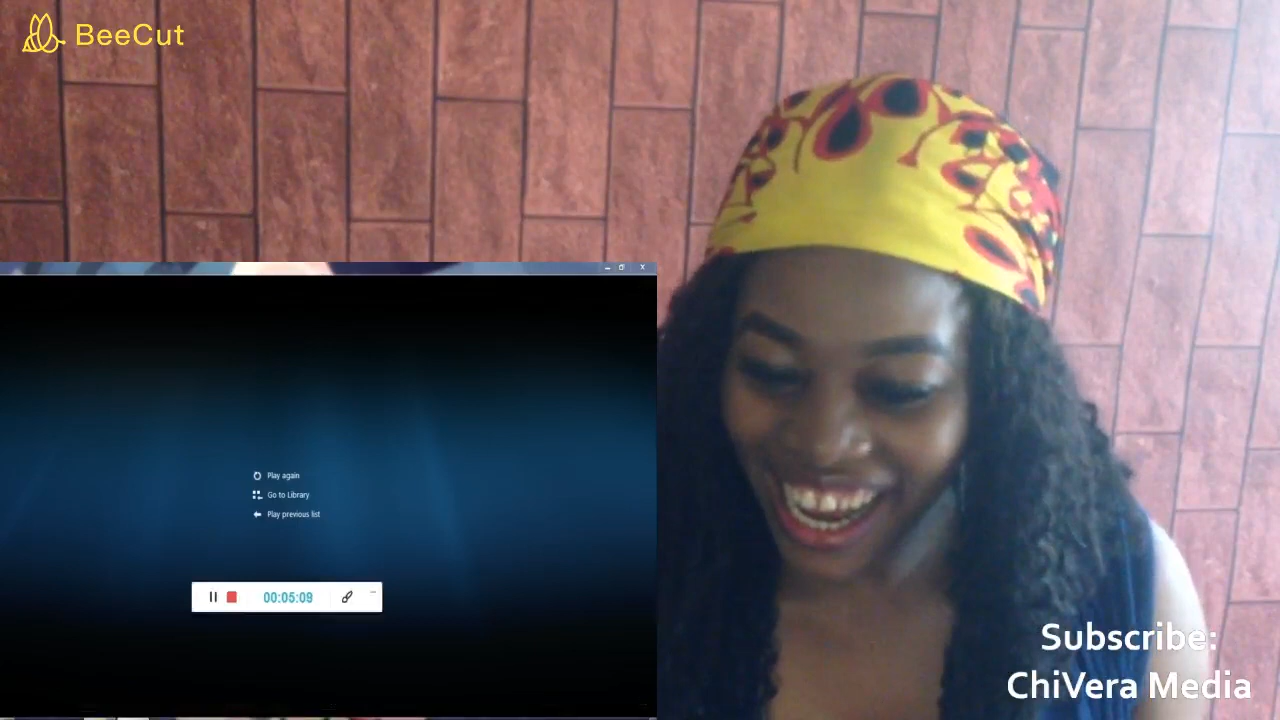 BeeCut
Play again
Go to Library
Play previous list
00:05:09
Subscribe:
ChiVera Media